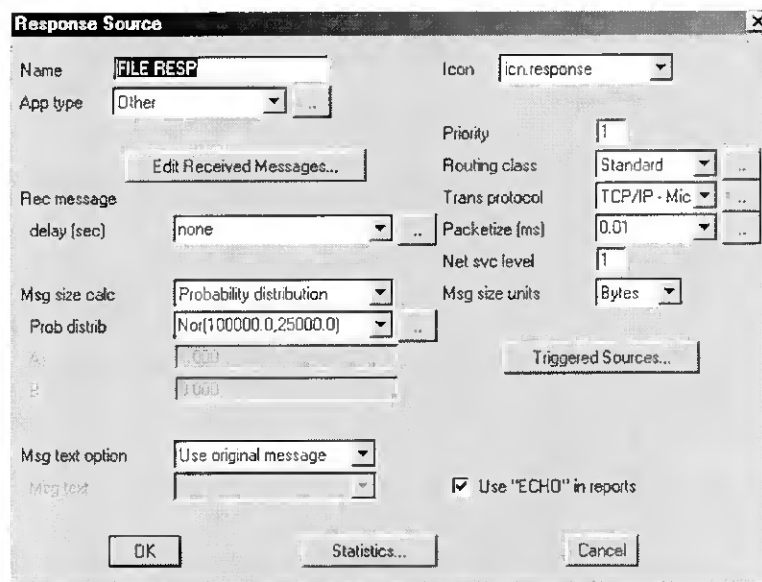 Response Source
Name FILE RESP
Icon icn.response
App type Other ..
Priority 1
Edit Received Messages...
Routing class Standard ..
Rec message
Trans protocol TCP/IP - Mic ..
delay (sec) none ..
Packetize (ms) 0.01 ..
Net svc level 1
Msg size calc Probability distribution
Msg size units Bytes
Prob distrib Nor(100000.0,25000.0) ..
A
B
Triggered Sources...
Msg text option Use original message
Msg text
Use "ECHO" in reports
OK Statistics... Cancel